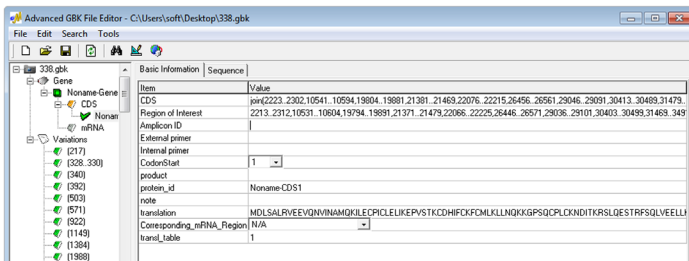 Advanced GBK File Editor - C:\Users\soft\Desktop\338.gbk
File Edit Search Tools
338.gbk
Gene
Noname-Gene
CDS
Nonam
mRNA
Variations
(217)
(328..330)
(340)
(392)
(503)
(571)
(922)
(1149)
(1384)
(1988)
Basic Information Sequence
Item Value
CDS join(2223..2302,10541..10594,19804..19881,21381..21469,22076..22215,26456..26561,29046..29091,30413..30489,31479..
Region of Interest 2213..2312,10531..10604,19794..19891,21371..21479,22066..22225,26446..26571,29036..29101,30403..30499,31469..349
Amplicon ID
External primer
Internal primer
CodonStart 1
product
protein_id Noname-CDS1
note
translation MDLSALRVEEVQNVINAMQKILECPICLELIKEPVSTKCDHIFCKFCMLKLLNQKKGPSQCPLCKNDITKRSLQESTRFSQLVEELL
Corresponding_mRNA_Region N/A
transl_table 1